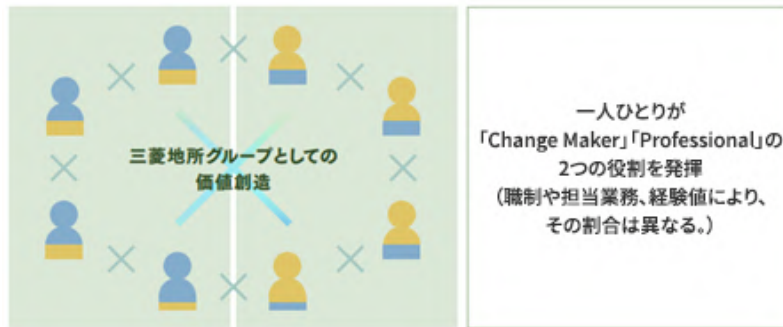 三菱地所グループとしての
価値創造
一人ひとりが
「Change Maker」「Professional」の
2つの役割を発揮
（職制や担当業務、経験値により、
その割合は異なる。）